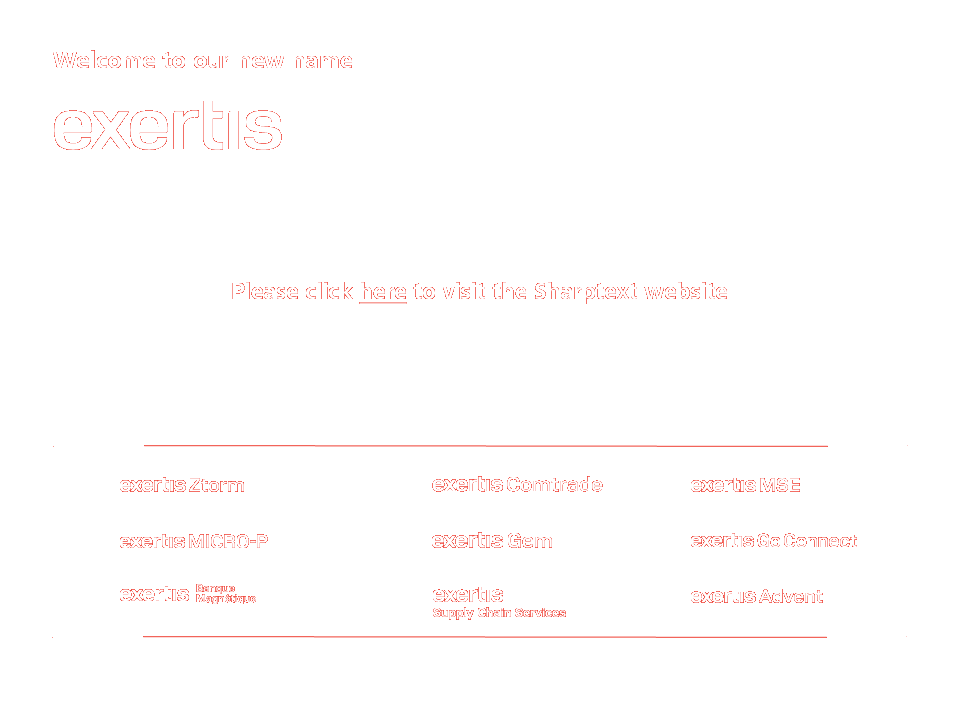 Welcome to our new name
exertis
Please click here to visit the Sharptext website
exertis Ztorm
exertis Comtrade
exertis MSE
exertis MICRO-P
exertis Gem
exertis Go Connect
exertis Banque Magnétique
exertis Supply Chain Services
exertis Advent